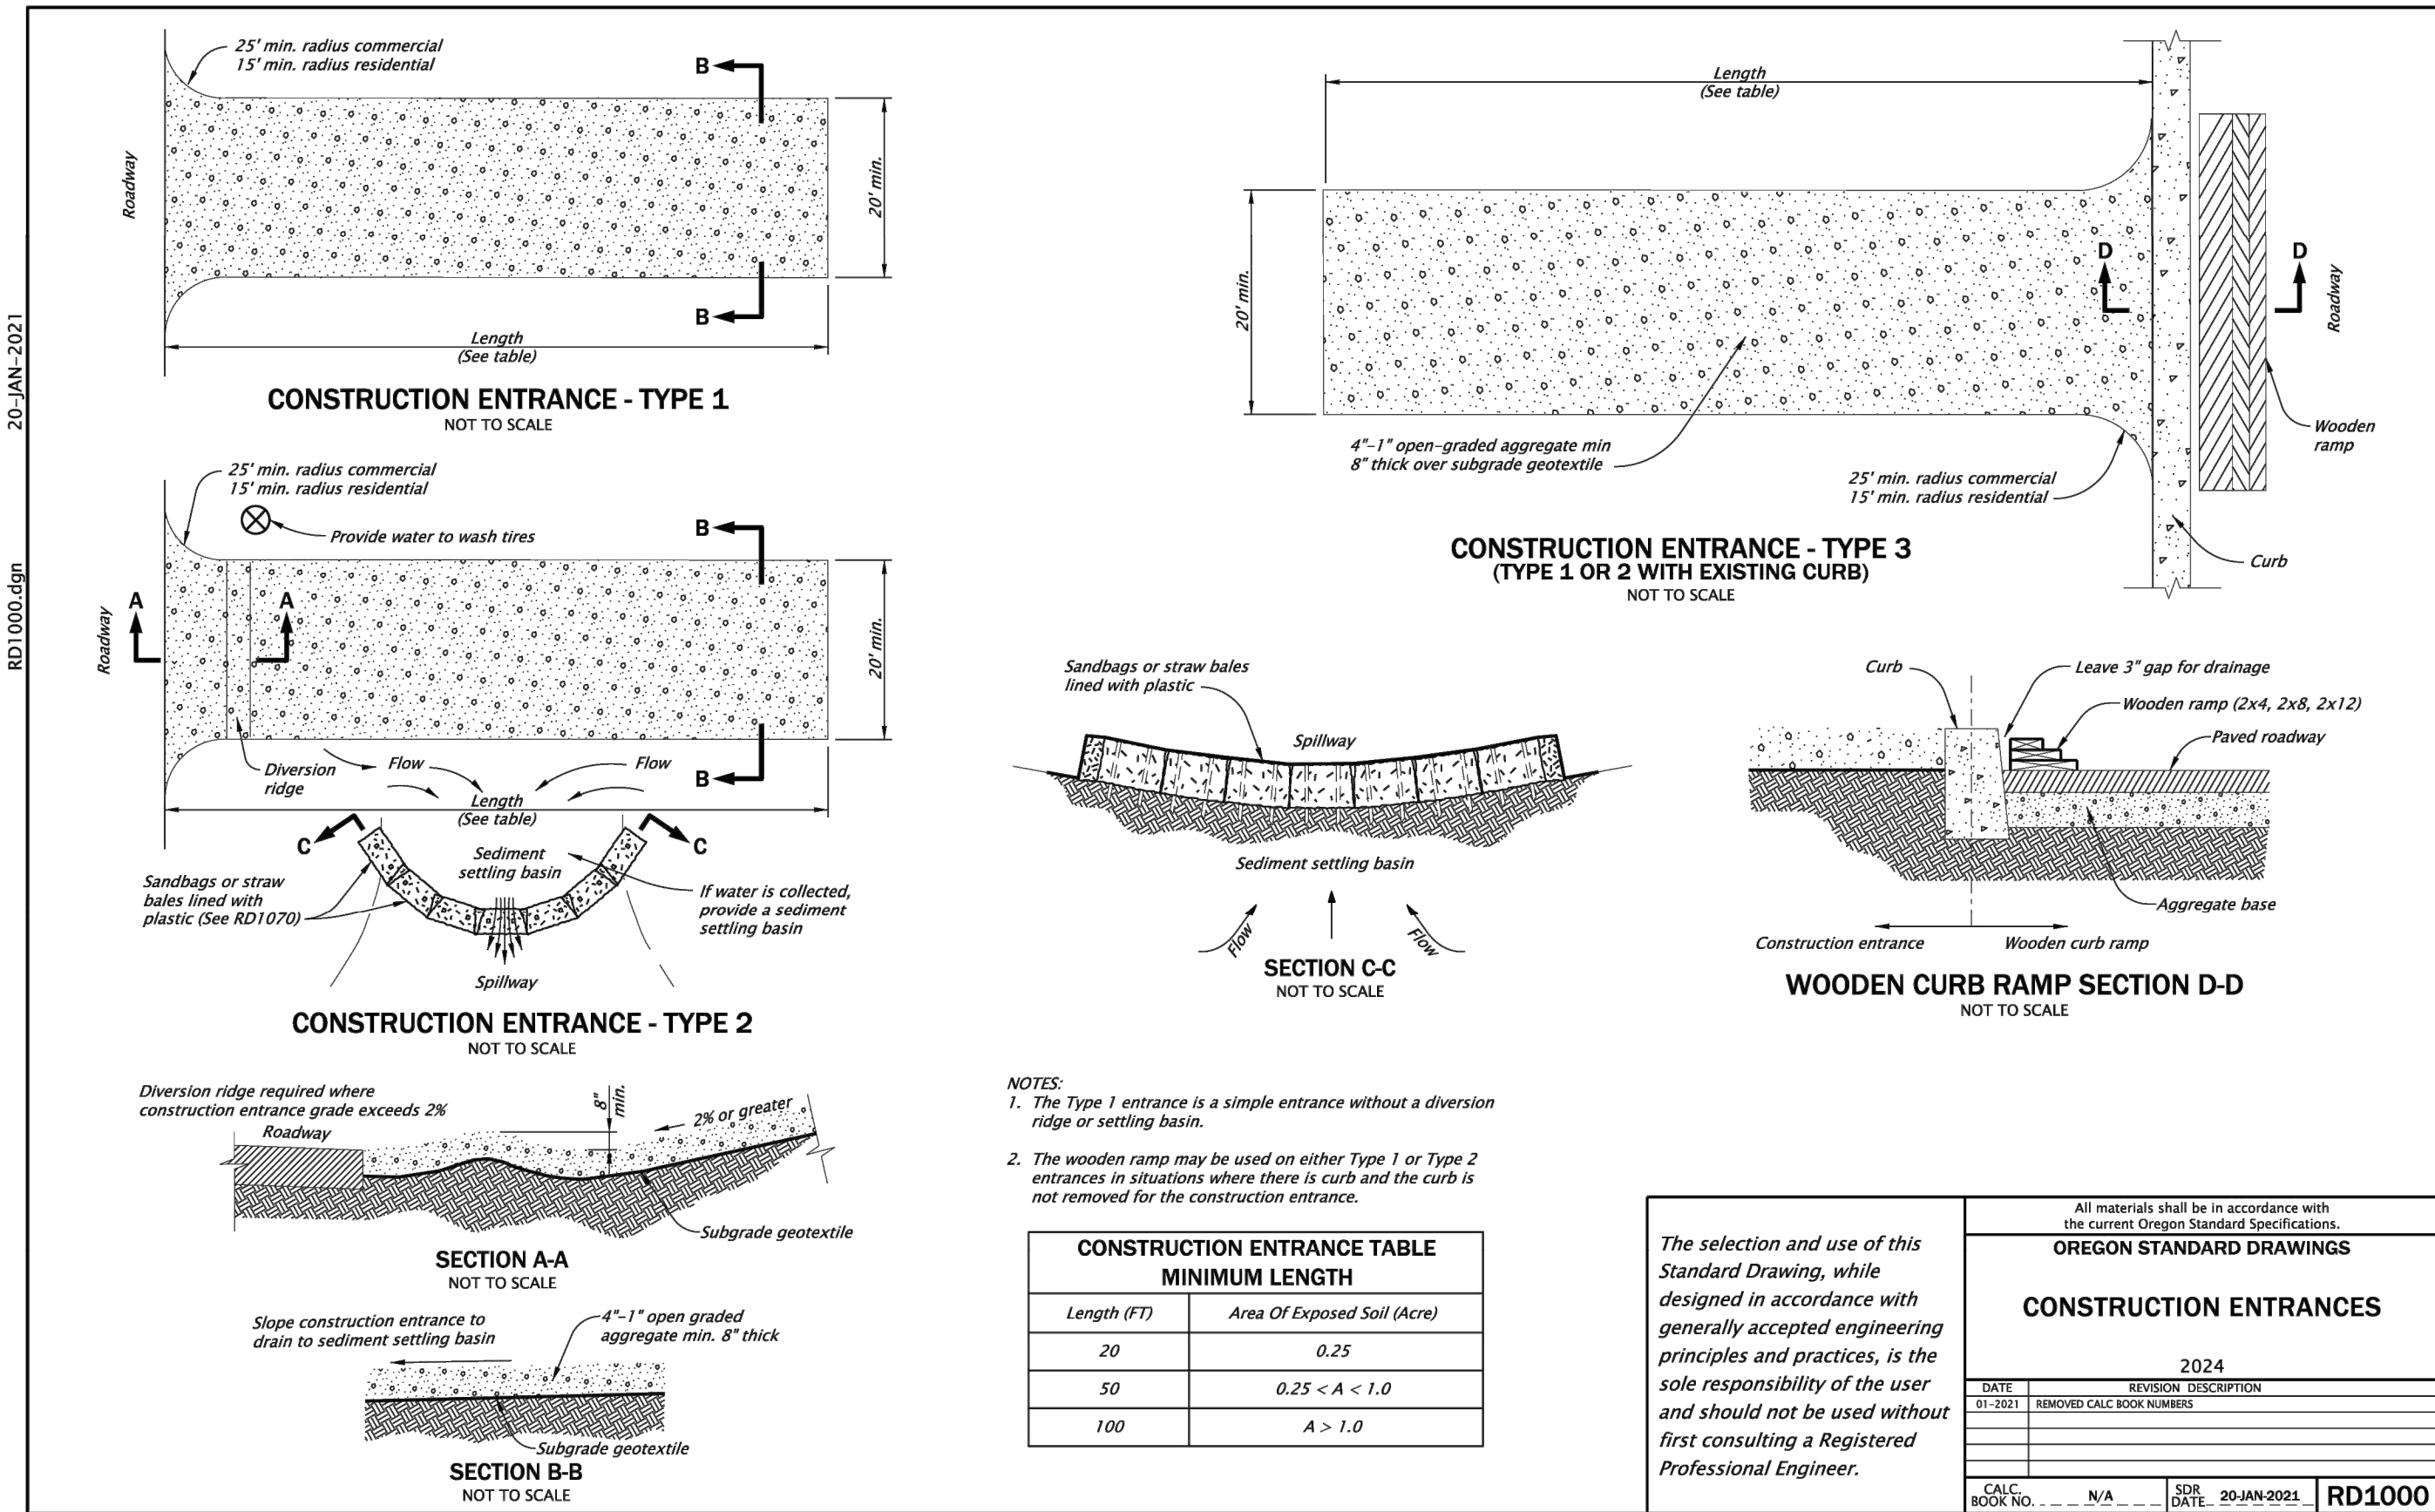 20-JAN-2021
RD1000.dgn
25' min. radius commercial
15' min. radius residential
B
Roadway
20' min.
B
Length
(See table)
CONSTRUCTION ENTRANCE - TYPE 1
NOT TO SCALE
25' min. radius commercial
15' min. radius residential
Provide water to wash tires
B
A
A
Roadway
20' min.
Diversion
ridge
Flow
Flow
B
Length
(See table)
C
C
Sediment
settling basin
Sandbags or straw
bales lined with
plastic (See RD1070)
If water is collected,
provide a sediment
settling basin
Spillway
CONSTRUCTION ENTRANCE - TYPE 2
NOT TO SCALE
Diversion ridge required where
construction entrance grade exceeds 2%
Roadway
8"
min.
2% or greater
Subgrade geotextile
SECTION A-A
NOT TO SCALE
Slope construction entrance to
drain to sediment settling basin
4"-1" open graded
aggregate min. 8" thick
Subgrade geotextile
SECTION B-B
NOT TO SCALE
Length
(See table)
20' min.
D
D
Roadway
Wooden
ramp
4"-1" open-graded aggregate min
8" thick over subgrade geotextile
25' min. radius commercial
15' min. radius residential
Curb
CONSTRUCTION ENTRANCE - TYPE 3
(TYPE 1 OR 2 WITH EXISTING CURB)
NOT TO SCALE
Sandbags or straw bales
lined with plastic
Spillway
Sediment settling basin
Flow
Flow
SECTION C-C
NOT TO SCALE
Curb
Leave 3" gap for drainage
Wooden ramp (2x4, 2x8, 2x12)
Paved roadway
Aggregate base
Construction entrance
Wooden curb ramp
WOODEN CURB RAMP SECTION D-D
NOT TO SCALE
NOTES:
1. The Type 1 entrance is a simple entrance without a diversion
ridge or settling basin.
2. The wooden ramp may be used on either Type 1 or Type 2
entrances in situations where there is curb and the curb is
not removed for the construction entrance.
CONSTRUCTION ENTRANCE TABLE
MINIMUM LENGTH
Length (FT) Area Of Exposed Soil (Acre)
20 0.25
50 0.25 < A < 1.0
100 A > 1.0
The selection and use of this
Standard Drawing, while
designed in accordance with
generally accepted engineering
principles and practices, is the
sole responsibility of the user
and should not be used without
first consulting a Registered
Professional Engineer.
All materials shall be in accordance with
the current Oregon Standard Specifications.
OREGON STANDARD DRAWINGS
CONSTRUCTION ENTRANCES
2024
DATE REVISION DESCRIPTION
01-2021 REMOVED CALC BOOK NUMBERS
CALC.
BOOK NO. N/A
SDR
DATE 20-JAN-2021
RD1000